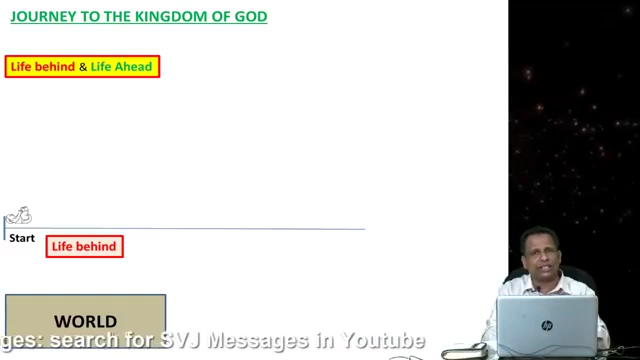 JOURNEY TO THE KINGDOM OF GOD
Life behind & Life Ahead
Start
Life behind
WORLD
ges: search for SVJ Messages in Youtube
hp